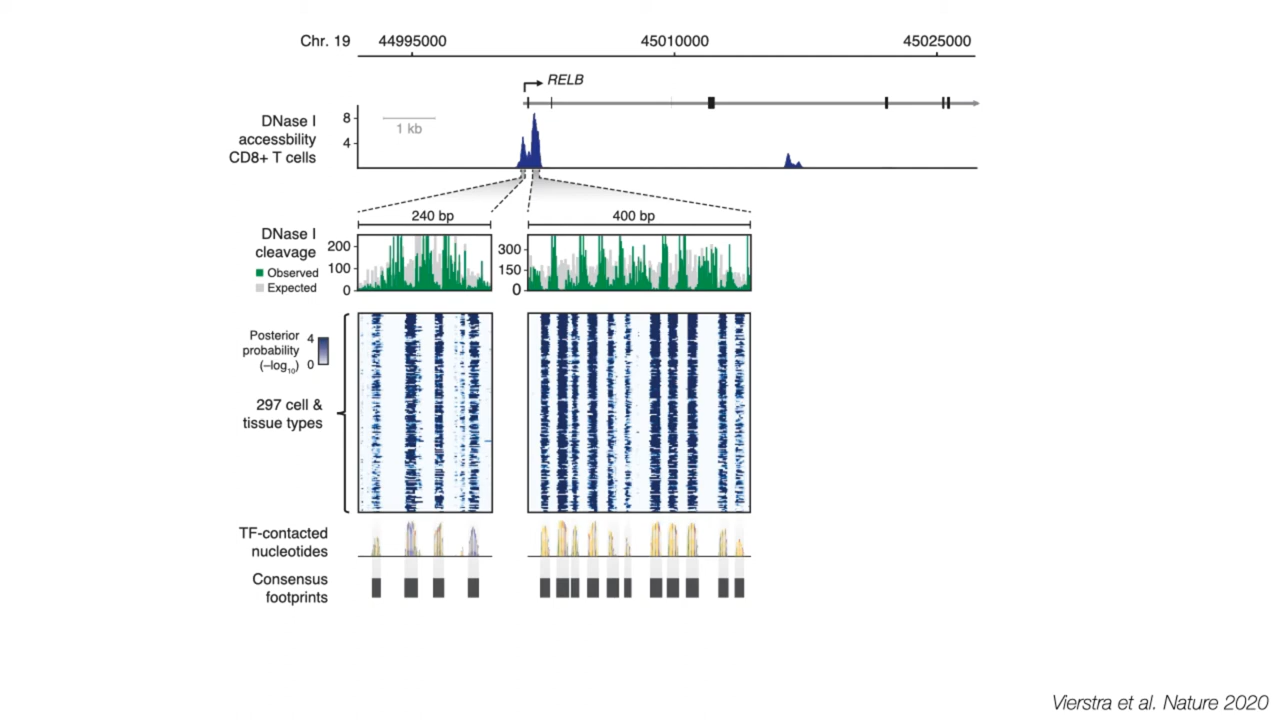 Chr. 19 44995000 45010000 45025000
RELB
DNase I
accessbility
CD8+ T cells
8
4
1 kb
240 bp 400 bp
DNase I
cleavage
Observed
Expected
200
100
0
300
150
0
Posterior
probability
(–log10)
4
0
297 cell &
tissue types
TF-contacted
nucleotides
Consensus
footprints
Vierstra et al. Nature 2020